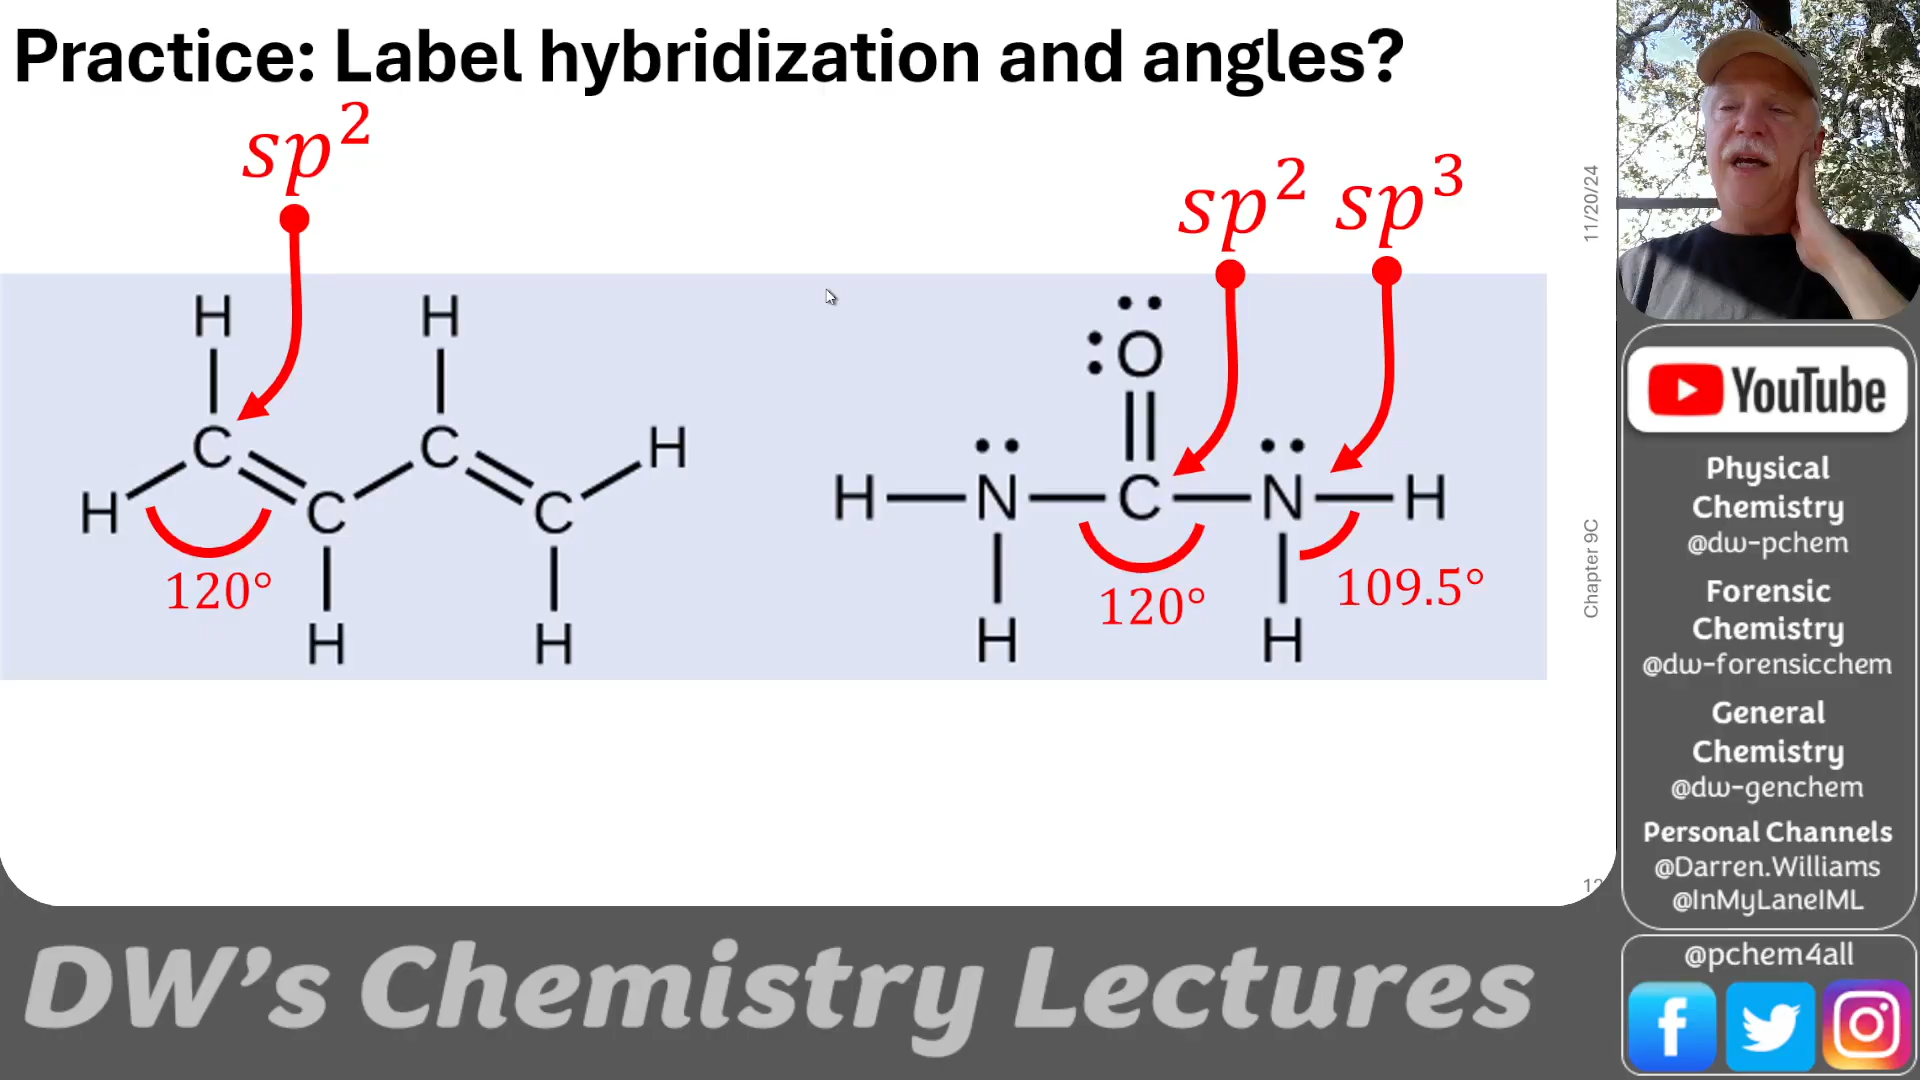 Practice: Label hybridization and angles?
sp²
sp² sp³
H H
O
C C H
H C C
H N C N H
120°
120° 109.5°
H H
H H
11/20/24
Chapter 9C
YouTube
Physical
Chemistry
@dw-pchem
Forensic
Chemistry
@dw-forensicchem
General
Chemistry
@dw-genchem
Personal Channels
@Darren.Williams
@InMyLaneIML
@pchem4all
DW's Chemistry Lectures